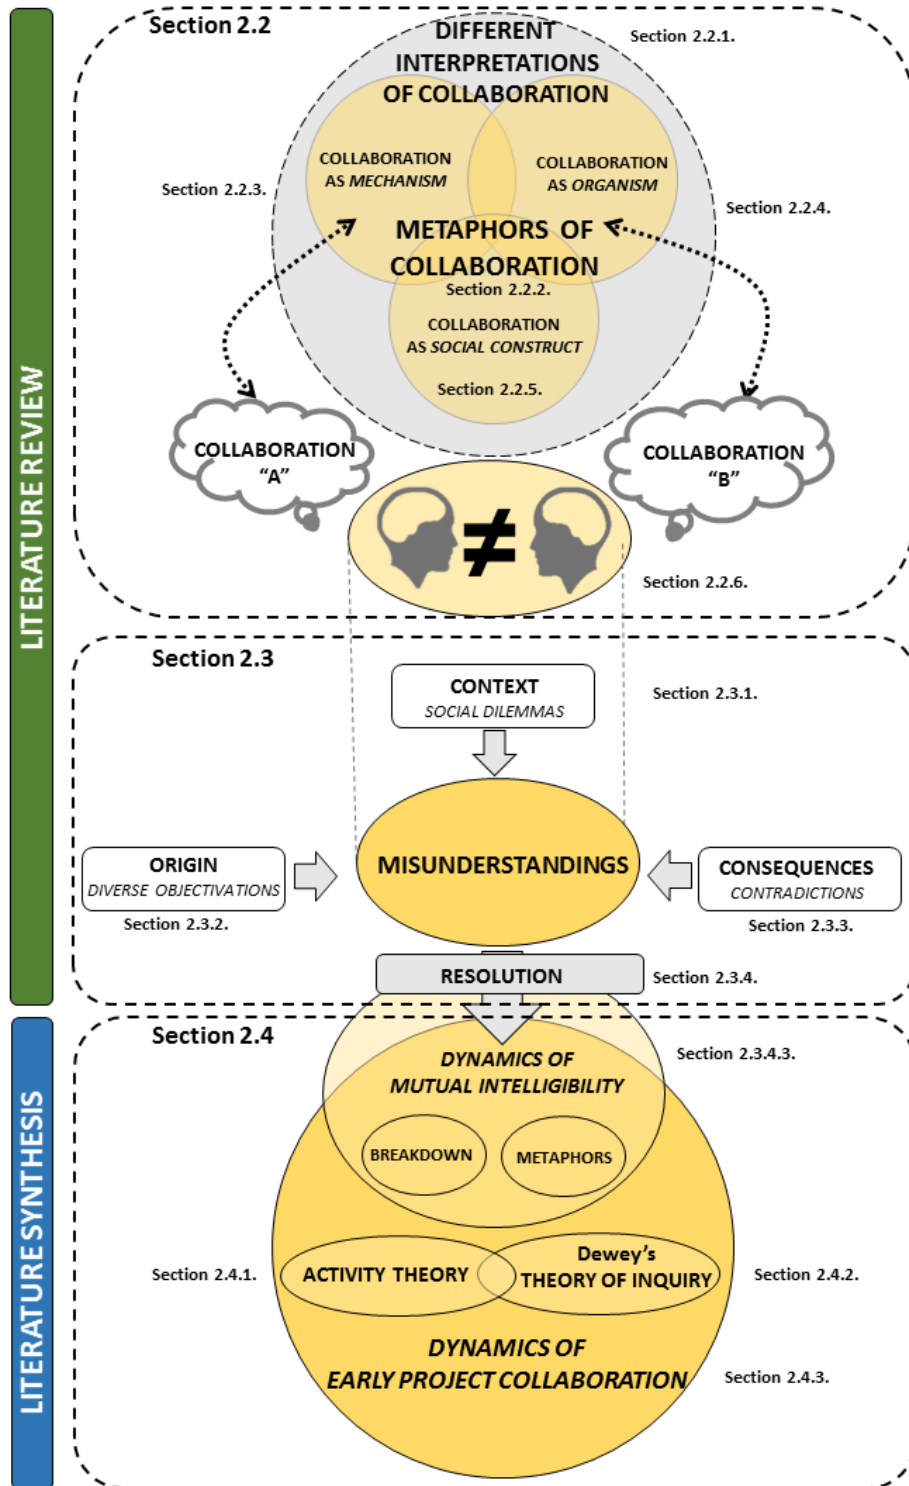 LITERATURE REVIEW
Section 2.2
DIFFERENT
INTERPRETATIONS
OF COLLABORATION
Section 2.2.1.
COLLABORATION
AS MECHANISM
COLLABORATION
AS ORGANISM
Section 2.2.3.
Section 2.2.4.
METAPHORS OF
COLLABORATION
Section 2.2.2.
COLLABORATION
AS SOCIAL CONSTRUCT
Section 2.2.5.
COLLABORATION
“A”
COLLABORATION
“B”
≠
Section 2.2.6.
Section 2.3
CONTEXT
SOCIAL DILEMMAS
Section 2.3.1.
MISUNDERSTANDINGS
ORIGIN
DIVERSE OBJECTIVATIONS
Section 2.3.2.
CONSEQUENCES
CONTRADICTIONS
Section 2.3.3.
RESOLUTION
Section 2.3.4.
LITERATURE SYNTHESIS
Section 2.4
DYNAMICS OF
MUTUAL INTELLIGIBILITY
Section 2.3.4.3.
BREAKDOWN
METAPHORS
Section 2.4.1.
ACTIVITY THEORY
Dewey's
THEORY OF INQUIRY
Section 2.4.2.
DYNAMICS OF
EARLY PROJECT COLLABORATION
Section 2.4.3.